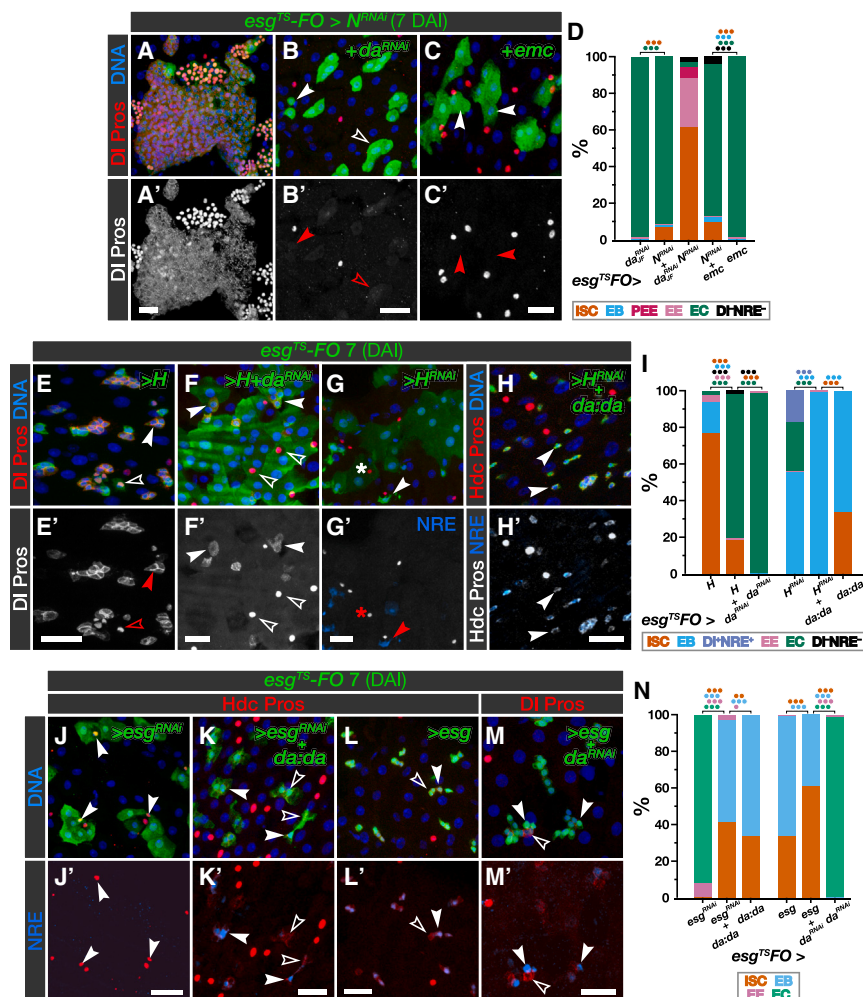 esgTS-FO > NRNAi (7 DAI)
A
B
+daRNAi
C
+emc
Dl Pros DNA
A'
B'
C'
Dl Pros
D
100
80
60
40
20
0
%
daJFRNAi
NRNAi + daJFRNAi
NRNAi
NRNAi + emc
emc
esgTSFO>
ISC EB PEE EE EC Dl-NRE-
esgTS-FO 7 (DAI)
E
>H
F
>H+daRNAi
G
>HRNAi
H
>HRNAi + da:da
Dl Pros DNA
Hdc Pros DNA
E'
F'
G'
NRE
H'
Dl Pros
Hdc Pros NRE
*
*
I
100
80
60
40
20
0
%
H
H + daRNAi
daRNAi
HRNAi
HRNAi + da:da
da:da
esgTSFO >
ISC EB Dl+NRE+ EE EC Dl-NRE-
esgTS-FO 7 (DAI)
Hdc Pros
Dl Pros
J
>esgRNAi
K
>esgRNAi + da:da
L
>esg
M
>esg + daRNAi
DNA
J'
K'
L'
M'
NRE
N
100
80
60
40
20
0
%
esgRNAi
esgRNAi + da:da
da:da
esg
esg + daRNAi
daRNAi
esgTSFO >
ISC EB
EE EC